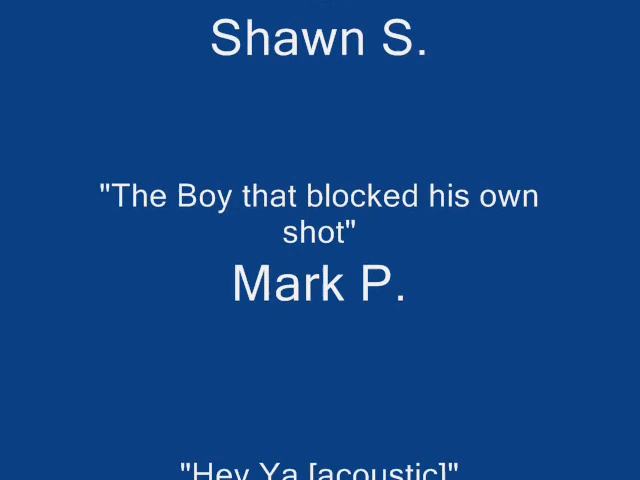 Shawn S.
"The Boy that blocked his own
shot"
Mark P.
"Hey Ya [acoustic]"